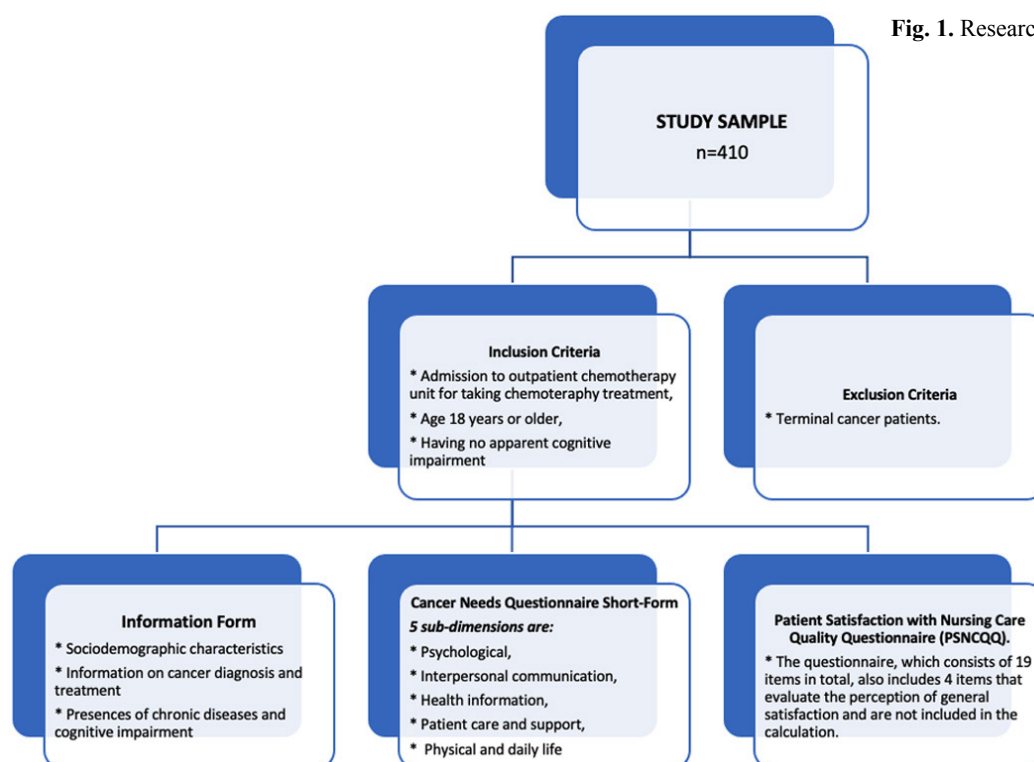 Fig. 1. Researc
STUDY SAMPLE
n=410
Inclusion Criteria
* Admission to outpatient chemotherapy
unit for taking chemoteraphy treatment,
* Age 18 years or older,
* Having no apparent cognitive
impairment
Exclusion Criteria
* Terminal cancer patients.
Information Form
* Sociodemographic characteristics
* Information on cancer diagnosis and
treatment
* Presences of chronic diseases and
cognitive impairment
Cancer Needs Questionnaire Short-Form
5 sub-dimensions are:
* Psychological,
* Interpersonal communication,
* Health information,
* Patient care and support,
* Physical and daily life
Patient Satisfaction with Nursing Care
Quality Questionnaire (PSNCQQ).
* The questionnaire, which consists of 19
items in total, also includes 4 items that
evaluate the perception of general
satisfaction and are not included in the
calculation.